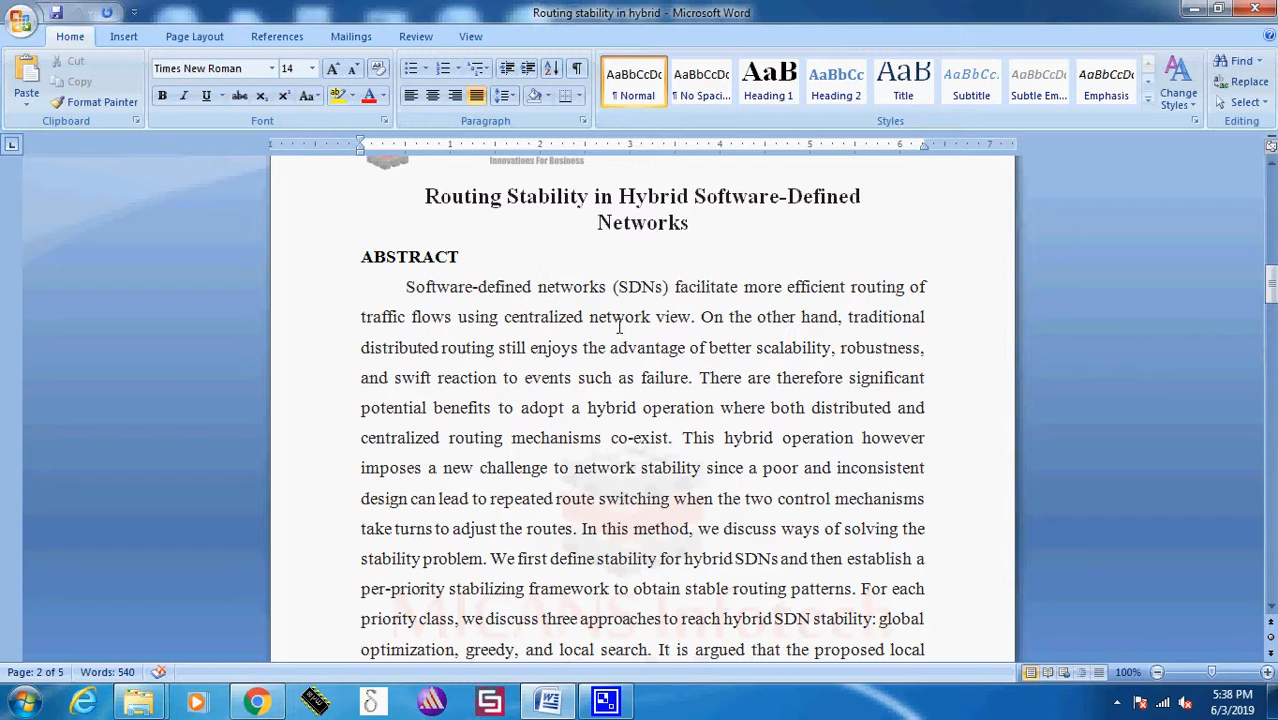 Routing stability in hybrid - Microsoft Word
Home Insert Page Layout References Mailings Review View
Paste
Cut
Copy
Format Painter
Clipboard
Times New Roman 14
Font
Paragraph
AaBbCcDc AaBbCcDc AaB AaBbCc AaB AaBbCc. AaBbCcDc AaBbCcDc
¶ Normal ¶ No Spaci... Heading 1 Heading 2 Title Subtitle Subtle Em... Emphasis
Styles
Change Styles
Find
Replace
Select
Editing
1 1 2 3 4 5 6 7
Innovations For Business
Routing Stability in Hybrid Software-Defined
Networks
ABSTRACT
Software-defined networks (SDNs) facilitate more efficient routing of
traffic flows using centralized network view. On the other hand, traditional
distributed routing still enjoys the advantage of better scalability, robustness,
and swift reaction to events such as failure. There are therefore significant
potential benefits to adopt a hybrid operation where both distributed and
centralized routing mechanisms co-exist. This hybrid operation however
imposes a new challenge to network stability since a poor and inconsistent
design can lead to repeated route switching when the two control mechanisms
take turns to adjust the routes. In this method, we discuss ways of solving the
stability problem. We first define stability for hybrid SDNs and then establish a
per-priority stabilizing framework to obtain stable routing patterns. For each
priority class, we discuss three approaches to reach hybrid SDN stability: global
optimization, greedy, and local search. It is argued that the proposed local
MICANS Infotech
Page: 2 of 5 Words: 540 100%
5:38 PM
6/3/2019